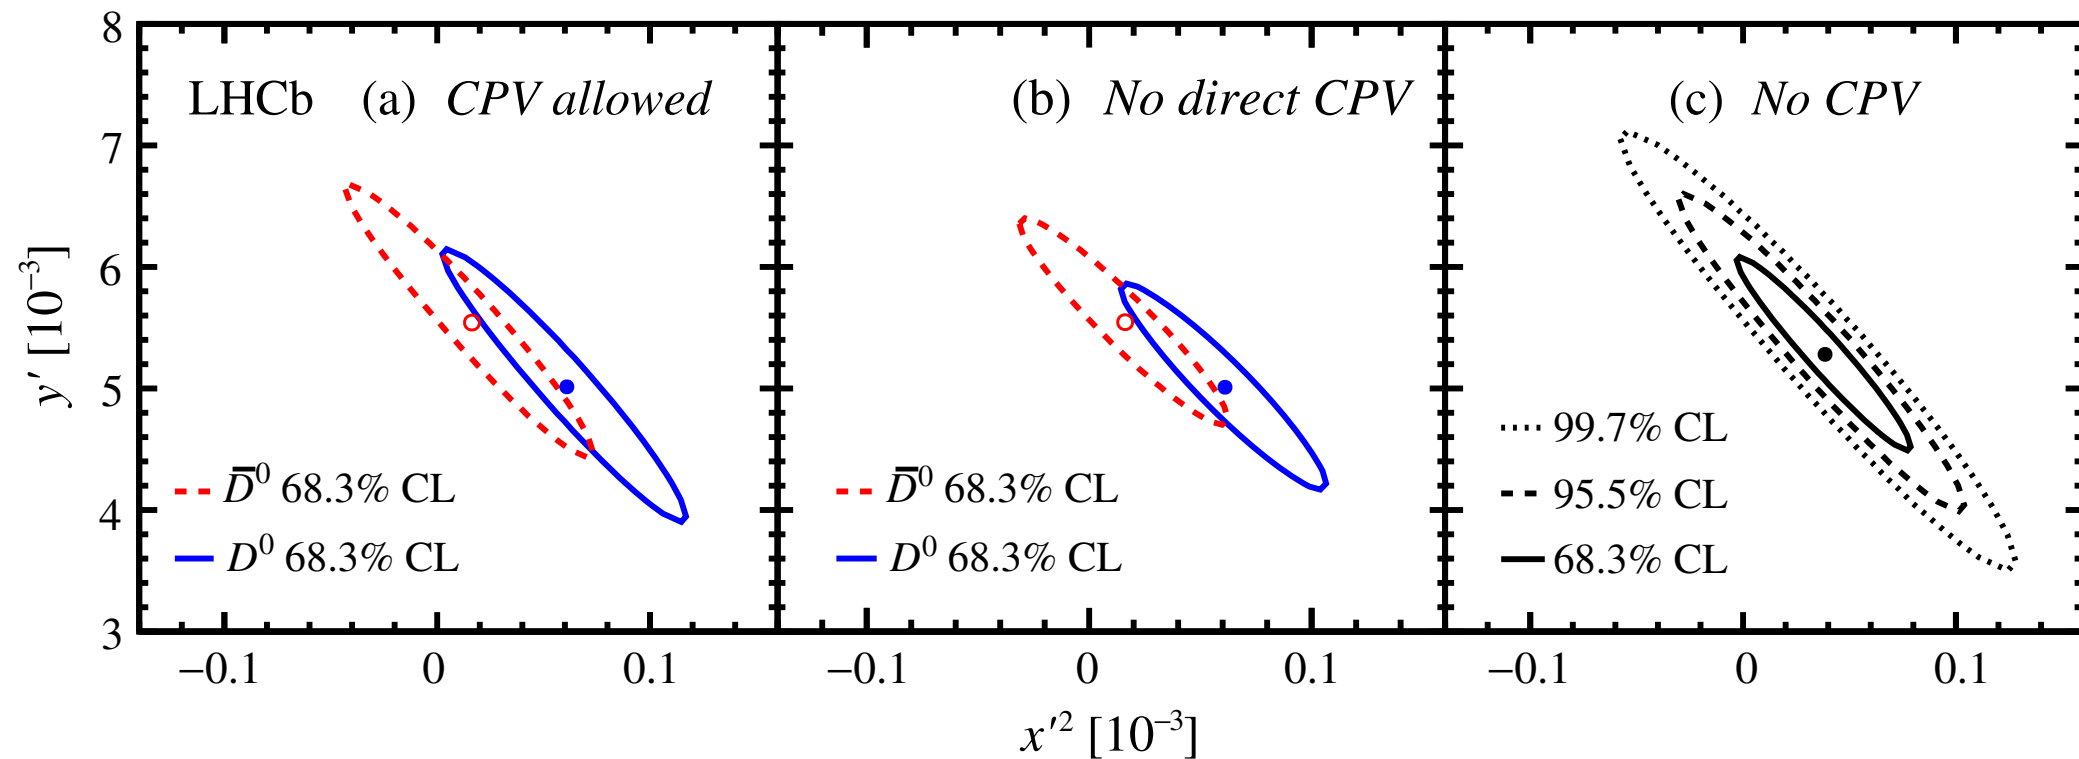 LHCb (a) CPV allowed
D̅⁰ 68.3% CL
D⁰ 68.3% CL
(b) No direct CPV
D̅⁰ 68.3% CL
D⁰ 68.3% CL
(c) No CPV
99.7% CL
95.5% CL
68.3% CL
y′ [10⁻³]
8
7
6
5
4
3
−0.1 0 0.1 −0.1 0 0.1 −0.1 0 0.1
x′² [10⁻³]